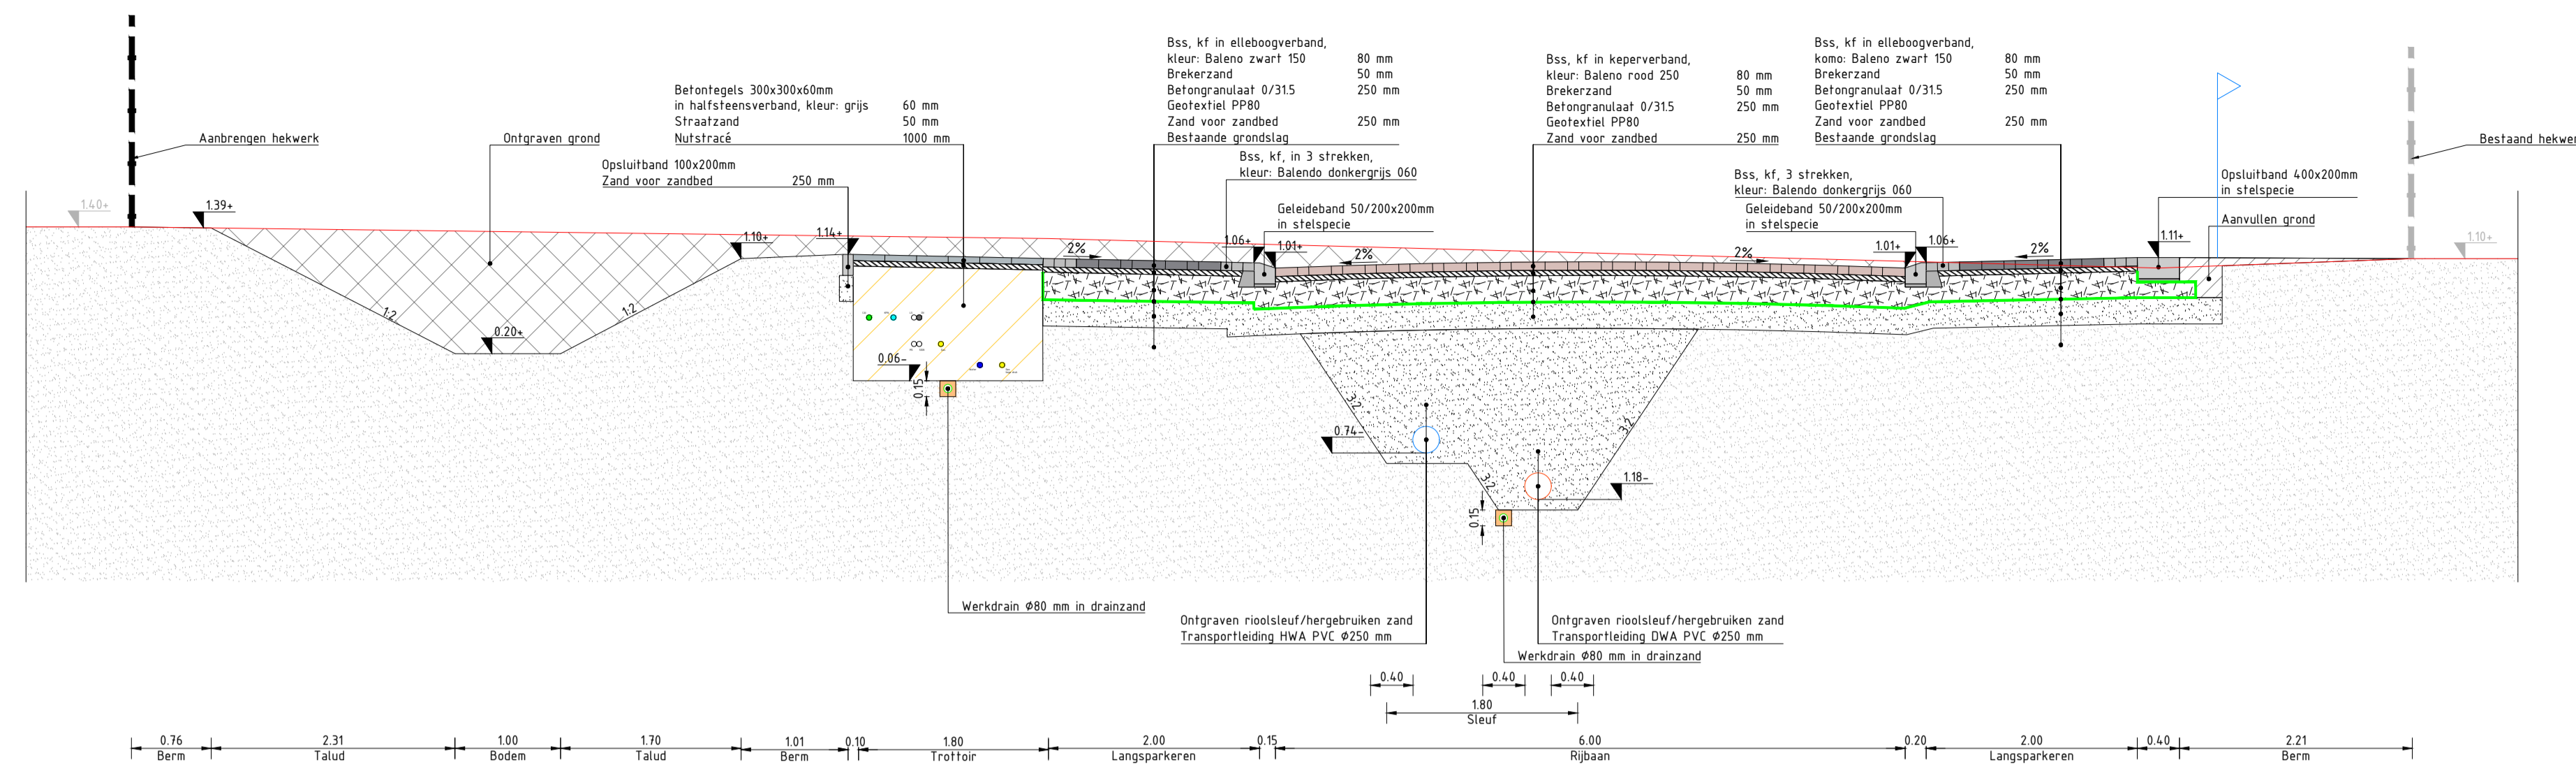 Bss, kf in elleboogverband,
kleur: Baleno zwart 150 80 mm
Brekerzand 50 mm
Betongranulaat 0/31.5 250 mm
Geotextiel PP80
Zand voor zandbed 250 mm
Bestaande grondslag
Bss, kf in keperverband,
kleur: Baleno rood 250 80 mm
Brekerzand 50 mm
Betongranulaat 0/31.5 250 mm
Geotextiel PP80
Zand voor zandbed 250 mm
Bss, kf in elleboogverband,
komo: Baleno zwart 150 80 mm
Brekerzand 50 mm
Betongranulaat 0/31.5 250 mm
Geotextiel PP80
Zand voor zandbed 250 mm
Bestaande grondslag
Betontegels 300x300x60mm
in halfsteensverband, kleur: grijs 60 mm
Straatzand 50 mm
Nutstracé 1000 mm
Aanbrengen hekwerk
Ontgraven grond
Opsluitband 100x200mm
Zand voor zandbed 250 mm
Bss, kf, in 3 strekken,
kleur: Balendo donkergrijs 060
Geleideband 50/200x200mm
in stelspecie
Bss, kf, 3 strekken,
kleur: Balendo donkergrijs 060
Geleideband 50/200x200mm
in stelspecie
Bestaand hekwer
Opsluitband 400x200mm
in stelspecie
Aanvullen grond
1.40+
1.39+
1.10+
1.14+
2%
1.06+
1.01+
2%
2%
1.01+
1.06+
2%
1.11+
1.10+
1:2
0.20+
1:2
0.06-
0.15
3:2
0.74-
3:2
3:2
1.18-
0.15
Werkdrain Ø80 mm in drainzand
Ontgraven rioolsleuf/hergebruiken zand
Transportleiding HWA PVC Ø250 mm
Ontgraven rioolsleuf/hergebruiken zand
Transportleiding DWA PVC Ø250 mm
Werkdrain Ø80 mm in drainzand
0.40 0.40 0.40
1.80
Sleuf
0.76 2.31 1.00 1.70 1.01 0.10 1.80 2.00 0.15 6.00 0.20 2.00 0.40 2.21
Berm Talud Bodem Talud Berm Trottoir Langsparkeren Rijbaan Langsparkeren Berm